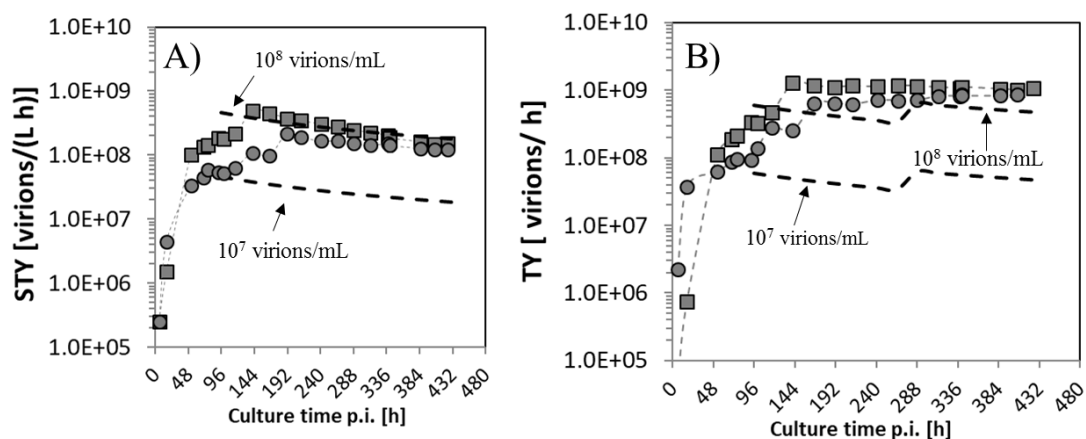 A)
STY [virions/(L h)]
1.0E+10
1.0E+09
1.0E+08
1.0E+07
1.0E+06
1.0E+05
10⁸ virions/mL
10⁷ virions/mL
0 48 96 144 192 240 288 336 384 432 480
Culture time p.i. [h]
B)
TY [ virions/ h]
1.0E+10
1.0E+09
1.0E+08
1.0E+07
1.0E+06
1.0E+05
10⁸ virions/mL
10⁷ virions/mL
0 48 96 144 192 240 288 336 384 432 480
Culture time p.i. [h]